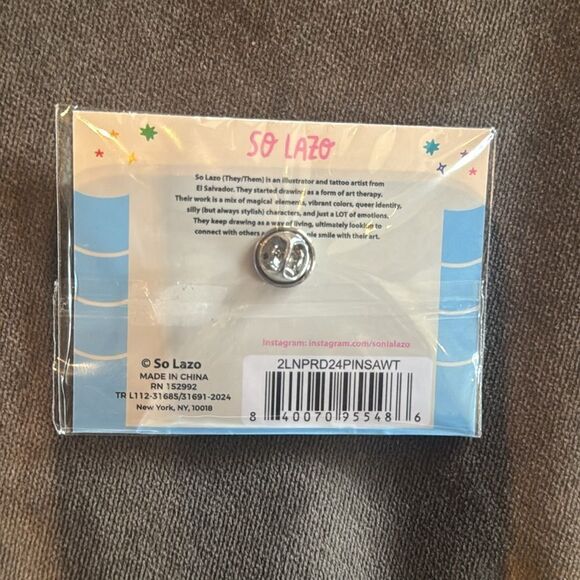 SO LAZO
So Lazo (They/Them) is an illustrator and tattoo artist from
El Salvador. They started drawing as a form of art therapy.
Their work is a mix of magical elements, vibrant colors, queer identity,
silly (but always stylish) characters, and just a LOT of emotions.
They keep drawing as a way of living, ultimately looking to
connect with others smile with their art.
Instagram: instagram.com/sonialazo
© So Lazo
MADE IN CHINA
RN 152992
TR L112-31685/31691-2024
New York, NY, 10018
2LNPRD24PINSAWT
8 40070 95548 6